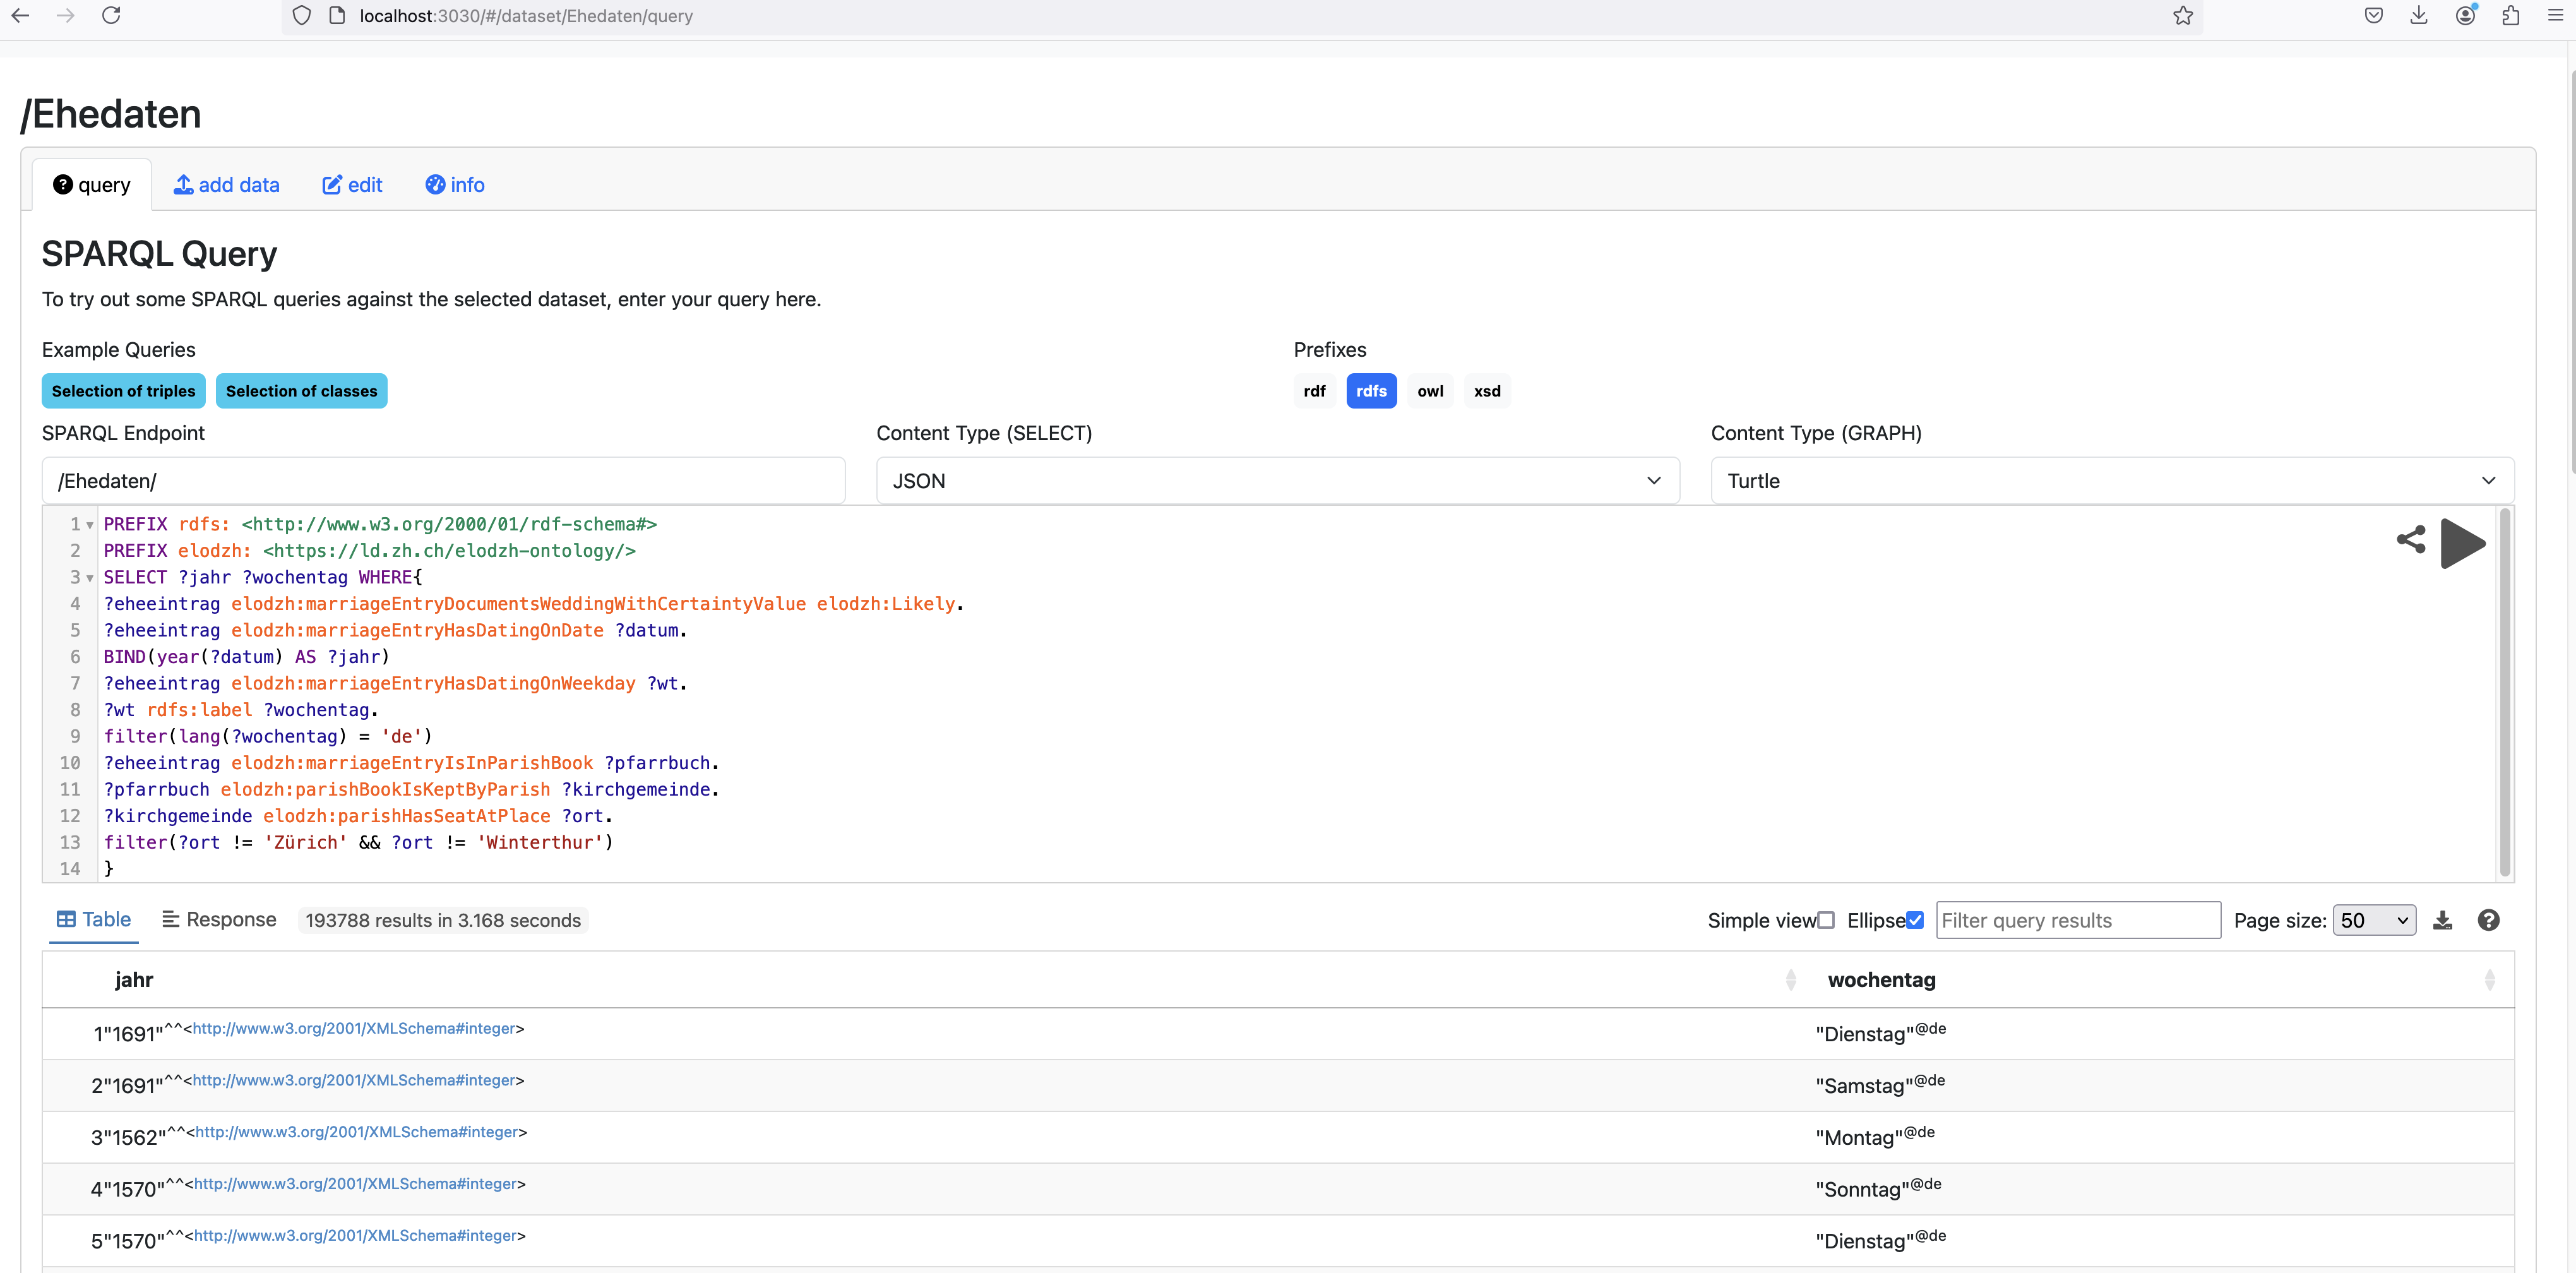 localhost:3030/#/dataset/Ehedaten/query
/Ehedaten
query add data edit info
SPARQL Query
To try out some SPARQL queries against the selected dataset, enter your query here.
Example Queries Prefixes
Selection of triples Selection of classes rdf rdfs owl xsd
SPARQL Endpoint Content Type (SELECT) Content Type (GRAPH)
/Ehedaten/ JSON Turtle
1 PREFIX rdfs: <http://www.w3.org/2000/01/rdf-schema#>
2 PREFIX elodzh: <https://ld.zh.ch/elodzh-ontology/>
3 SELECT ?jahr ?wochentag WHERE{
4 ?eheeintrag elodzh:marriageEntryDocumentsWeddingWithCertaintyValue elodzh:Likely.
5 ?eheeintrag elodzh:marriageEntryHasDatingOnDate ?datum.
6 BIND(year(?datum) AS ?jahr)
7 ?eheeintrag elodzh:marriageEntryHasDatingOnWeekday ?wt.
8 ?wt rdfs:label ?wochentag.
9 filter(lang(?wochentag) = 'de')
10 ?eheeintrag elodzh:marriageEntryIsInParishBook ?pfarrbuch.
11 ?pfarrbuch elodzh:parishBookIsKeptByParish ?kirchgemeinde.
12 ?kirchgemeinde elodzh:parishHasSeatAtPlace ?ort.
13 filter(?ort != 'Zürich' && ?ort != 'Winterthur')
14 }
Table Response 193788 results in 3.168 seconds Simple view Ellipse Filter query results Page size: 50
jahr wochentag
1 "1691"^^<http://www.w3.org/2001/XMLSchema#integer> "Dienstag"@de
2 "1691"^^<http://www.w3.org/2001/XMLSchema#integer> "Samstag"@de
3 "1562"^^<http://www.w3.org/2001/XMLSchema#integer> "Montag"@de
4 "1570"^^<http://www.w3.org/2001/XMLSchema#integer> "Sonntag"@de
5 "1570"^^<http://www.w3.org/2001/XMLSchema#integer> "Dienstag"@de